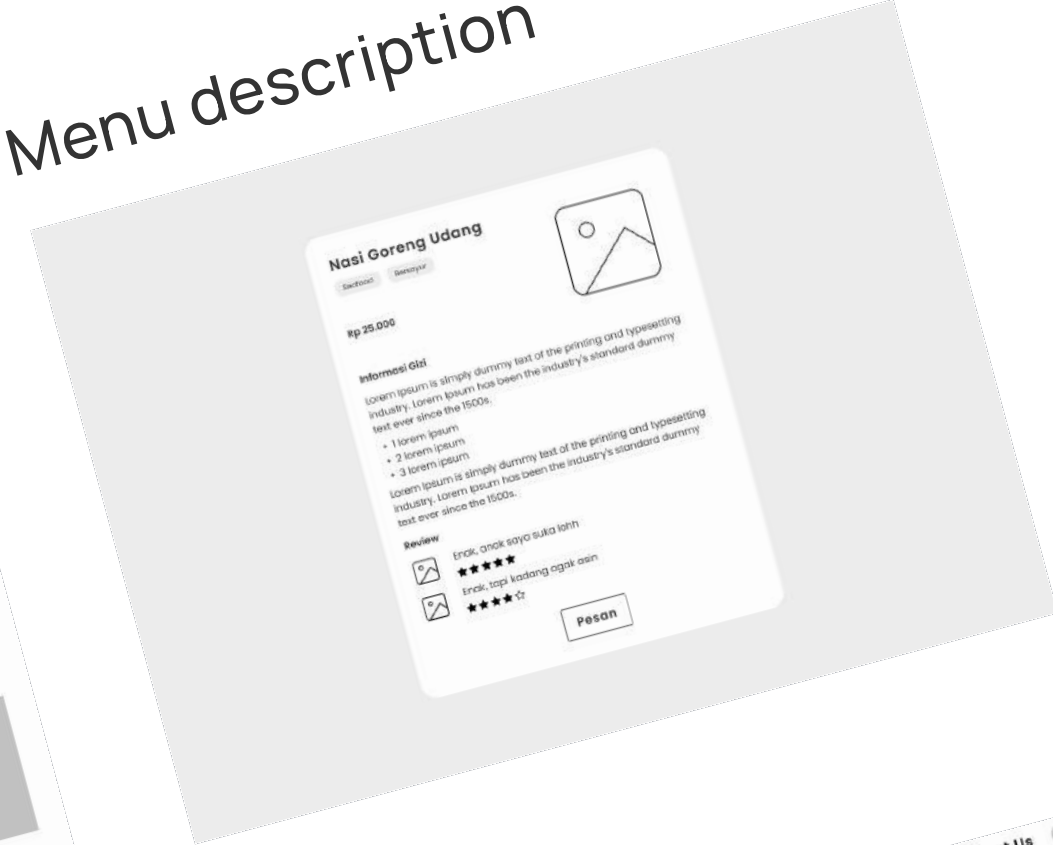 Menu description
Nasi Goreng Udang
Seafood
Bersayur
Rp 25.000
Informasi Gizi
Lorem Ipsum is simply dummy text of the printing and typesetting
industry. Lorem Ipsum has been the industry's standard dummy
text ever since the 1500s.
• 1 lorem ipsum
• 2 lorem ipsum
• 3 lorem ipsum
Lorem Ipsum is simply dummy text of the printing and typesetting
industry. Lorem Ipsum has been the industry's standard dummy
text ever since the 1500s.
Review
Enak, anak saya suka lohh
Enak, tapi kadang agak asin
Pesan
Us